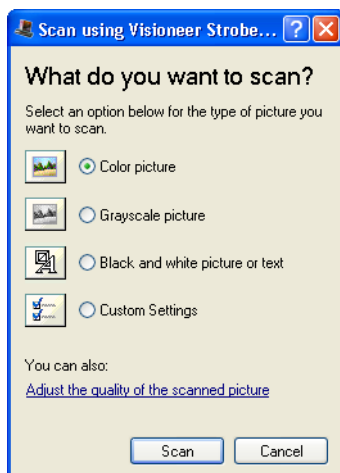 Scan using Visioneer Strobe...
What do you want to scan?
Select an option below for the type of picture you
want to scan.
Color picture
Grayscale picture
Black and white picture or text
Custom Settings
You can also:
Adjust the quality of the scanned picture
Scan
Cancel